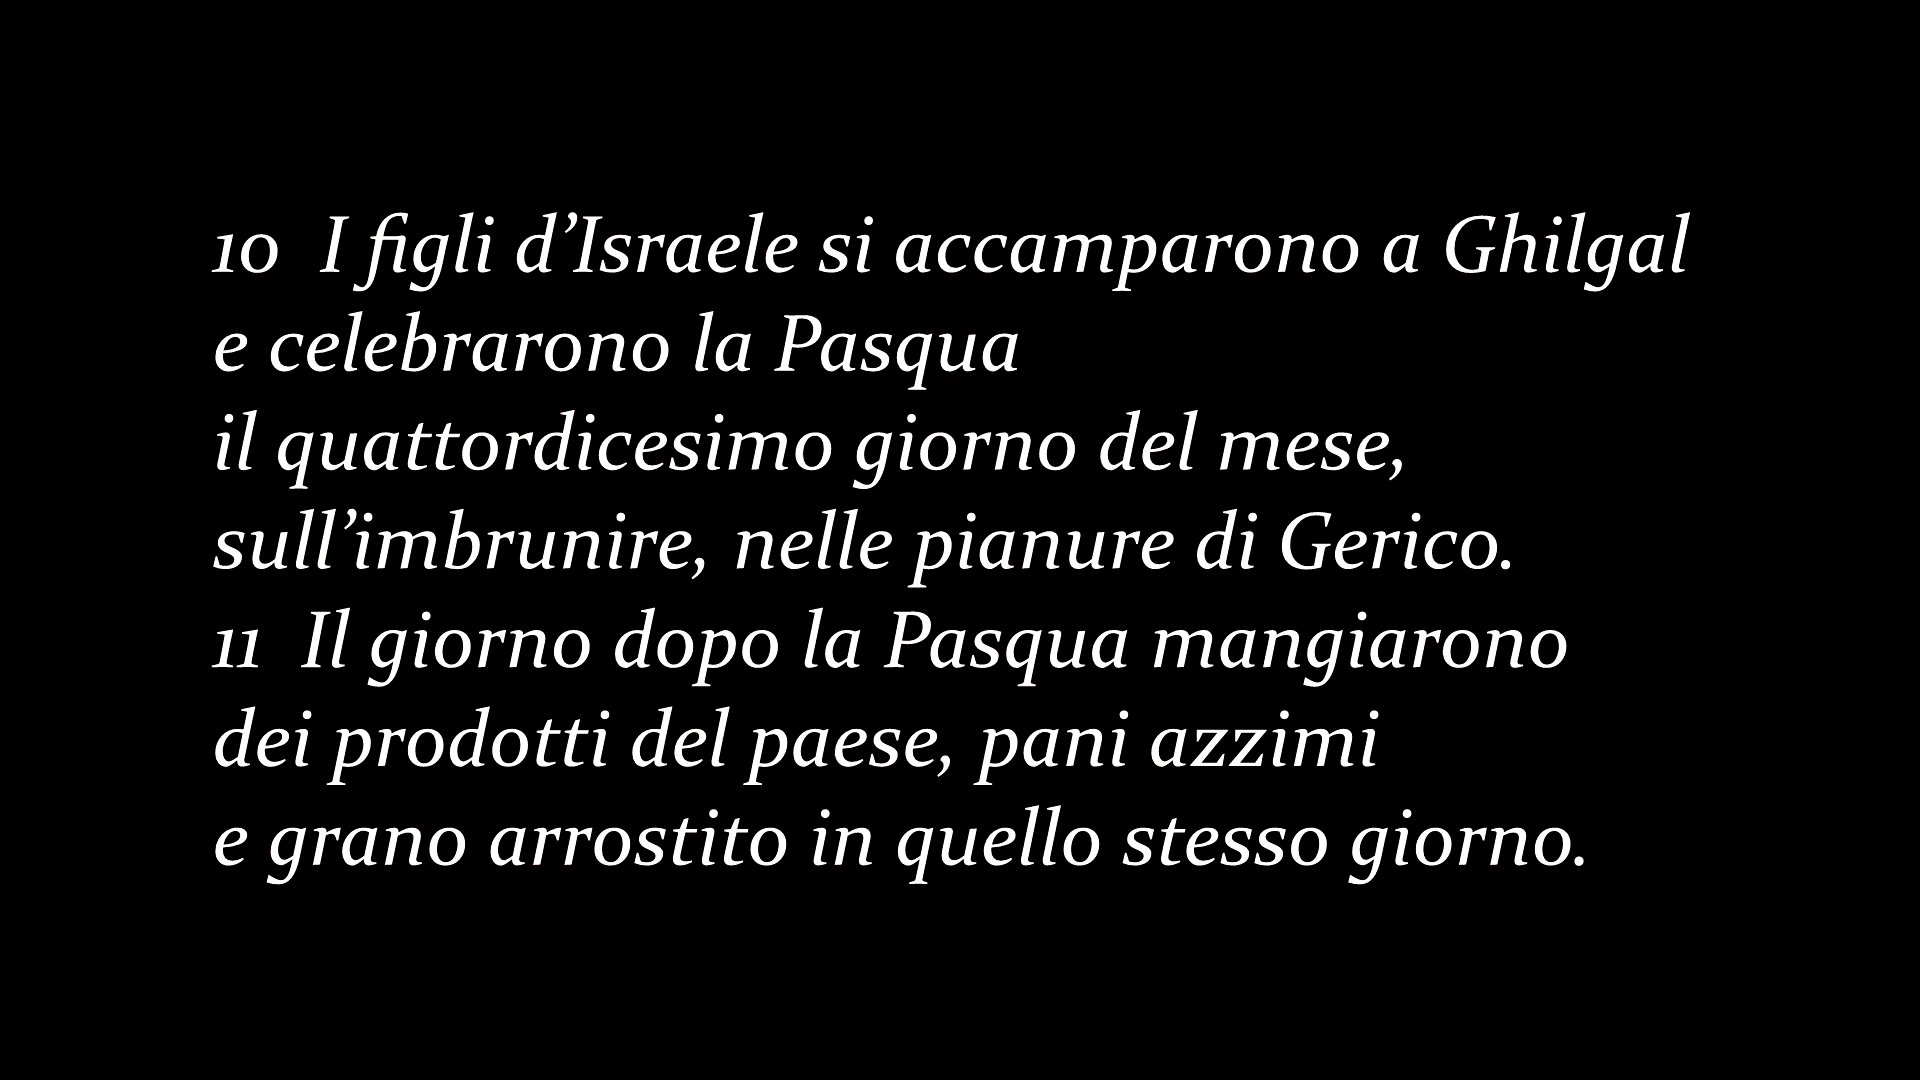 10  I figli d’Israele si accamparono a Ghilgal
e celebrarono la Pasqua
il quattordicesimo giorno del mese,
sull’imbrunire, nelle pianure di Gerico.
11  Il giorno dopo la Pasqua mangiarono
dei prodotti del paese, pani azzimi
e grano arrostito in quello stesso giorno.